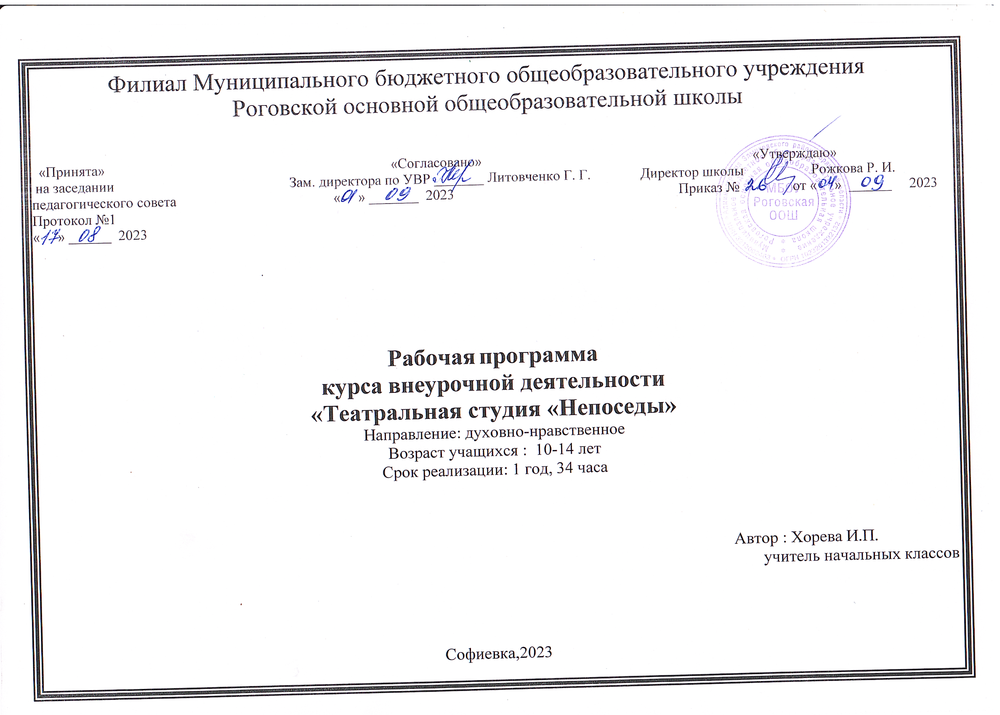 Филиал Муниципального бюджетного общеобразовательного учреждения
Роговской основной общеобразовательной школы
«Принята»
на заседании
педагогического совета
Протокол №1
«17» 08 2023
«Согласовано»
Зам. директора по УВР Литовченко Г. Г.
«01» 09 2023
«Утверждаю»
Директор школы Рожкова Р. И.
Приказ № 26 от «04» 09 2023
МБОУ
Роговская
ООШ
ОГРН 1023201322132
Рабочая программа
курса внеурочной деятельности
«Театральная студия «Непоседы»
Направление: духовно-нравственное
Возраст учащихся : 10-14 лет
Срок реализации: 1 год, 34 часа
Автор : Хорева И.П.
учитель начальных классов
Софиевка,2023